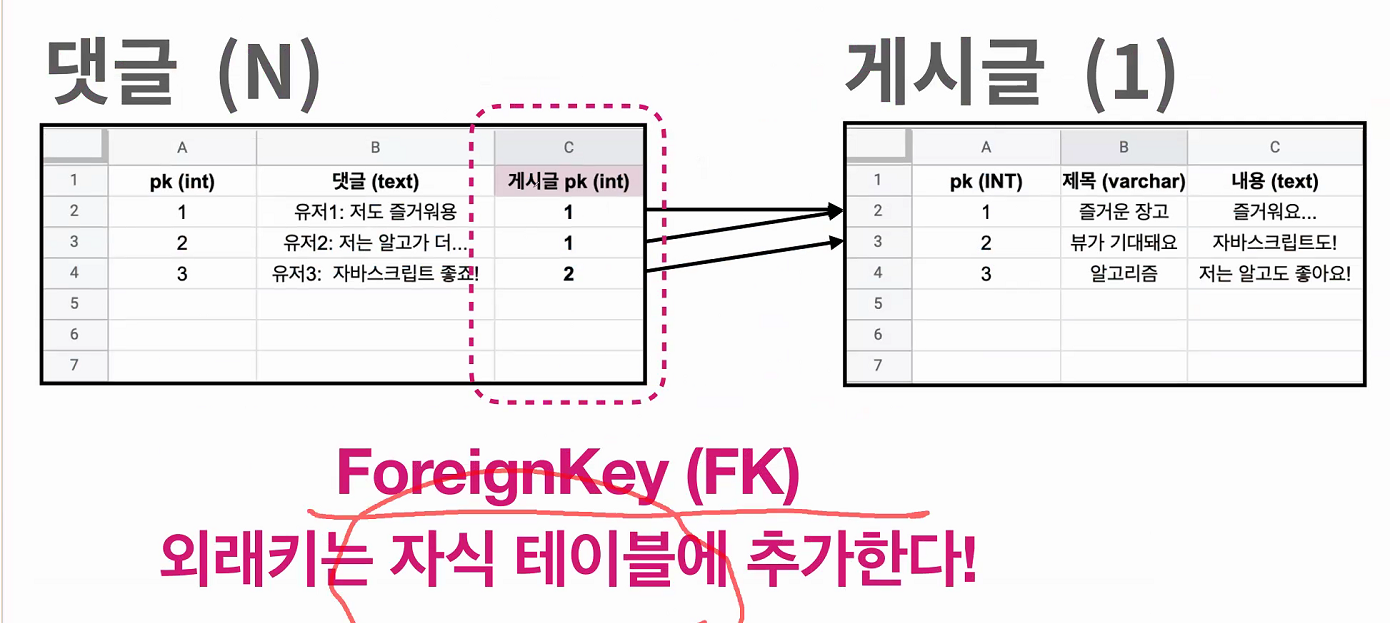 댓글 (N)
게시글 (1)
A B C
1 pk (int) 댓글 (text) 게시글 pk (int)
2 1 유저1: 저도 즐거워용 1
3 2 유저2: 저는 알고가 더... 1
4 3 유저3: 자바스크립트 좋죠! 2
5
6
7
A B C
1 pk (INT) 제목 (varchar) 내용 (text)
2 1 즐거운 장고 즐거워요...
3 2 뷰가 기대돼요 자바스크립트도!
4 3 알고리즘 저는 알고도 좋아요!
5
6
7
ForeignKey (FK)
외래키는 자식 테이블에 추가한다!